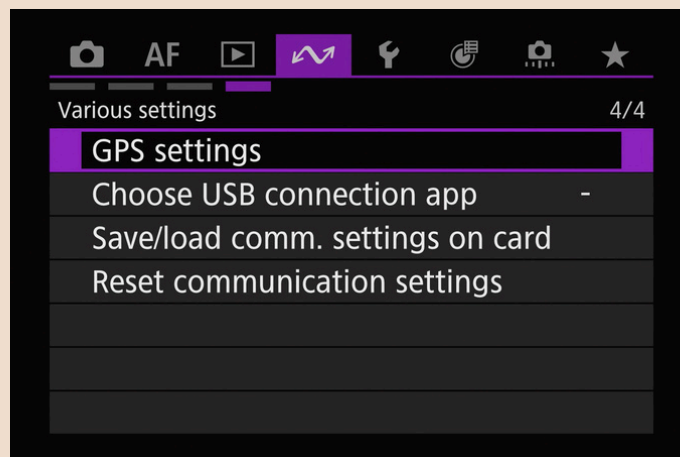 AF
Various settings 4/4
GPS settings
Choose USB connection app -
Save/load comm. settings on card
Reset communication settings